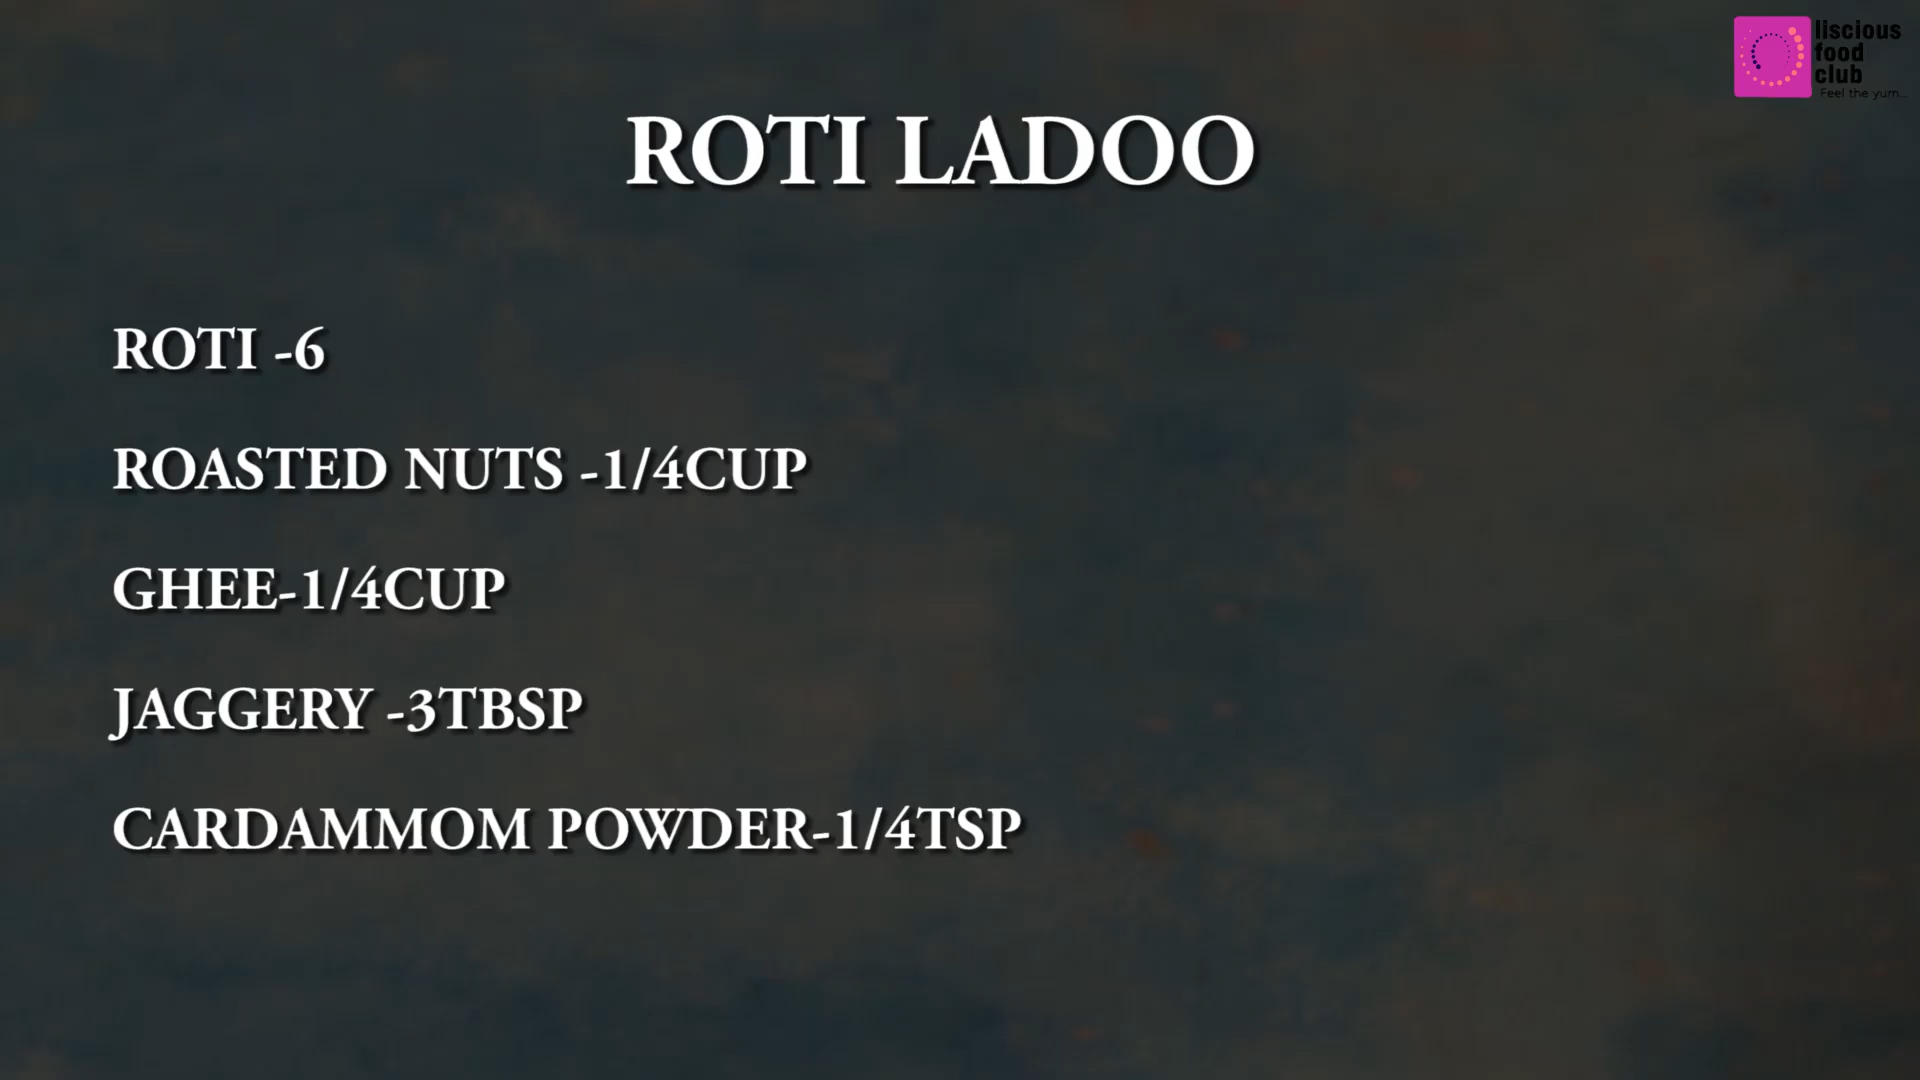 liscious
food
club
Feel the yum...
ROTI LADOO
ROTI -6
ROASTED NUTS -1/4CUP
GHEE-1/4CUP
JAGGERY -3TBSP
CARDAMMOM POWDER-1/4TSP